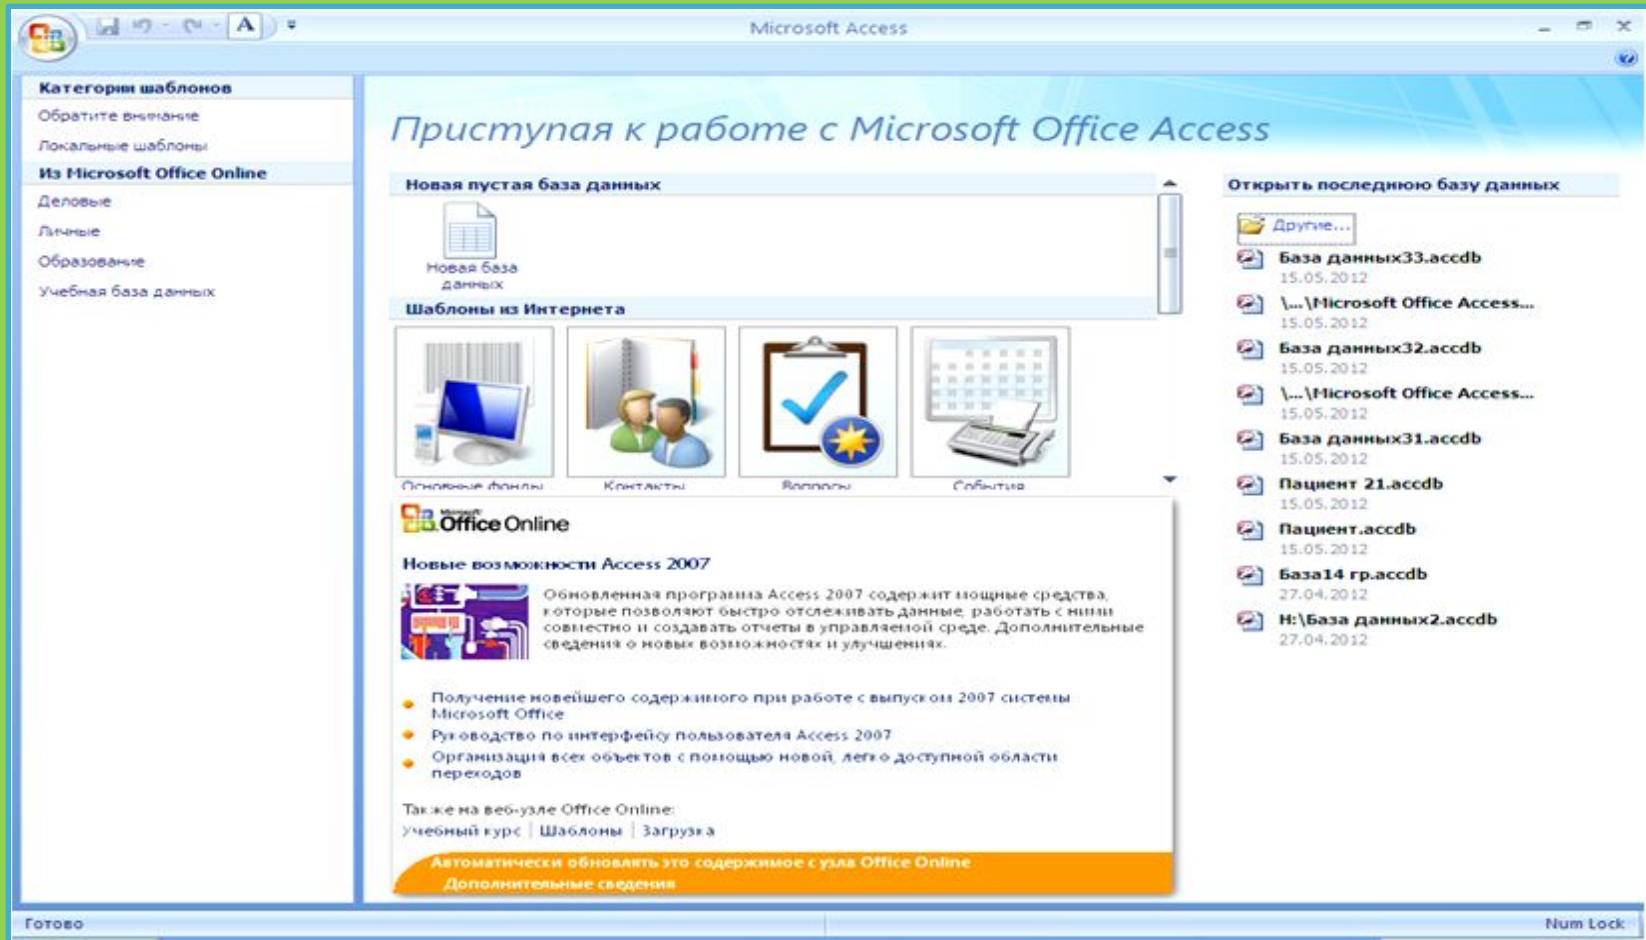 Microsoft Access
Категории шаблонов
Обратите внимание
Локальные шаблоны
Из Microsoft Office Online
Деловые
Личные
Образование
Учебная база данных
Приступая к работе с Microsoft Office Access
Новая пустая база данных
Новая база
данных
Шаблоны из Интернета
Основные фонды
Контакты
Вопросы
События
Microsoft
Office Online
Новые возможности Access 2007
Обновленная программа Access 2007 содержит мощные средства,
которые позволяют быстро отслеживать данные, работать с ними
совместно и создавать отчеты в управляемой среде. Дополнительные
сведения о новых возможностях и улучшениях.
Получение новейшего содержимого при работе с выпуском 2007 системы
Microsoft Office
Руководство по интерфейсу пользователя Access 2007
Организация всех объектов с помощью новой, легко доступной области
переходов
Также на веб-узле Office Online:
Учебный курс | Шаблоны | Загрузка
Автоматически обновлять это содержимое с узла Office Online
Дополнительные сведения
Открыть последнюю базу данных
Другие...
База данных33.accdb
15.05.2012
\...\Microsoft Office Access...
15.05.2012
База данных32.accdb
15.05.2012
\...\Microsoft Office Access...
15.05.2012
База данных31.accdb
15.05.2012
Пациент 21.accdb
15.05.2012
Пациент.accdb
15.05.2012
База14 гр.accdb
27.04.2012
H:\База данных2.accdb
27.04.2012
Готово
Num Lock